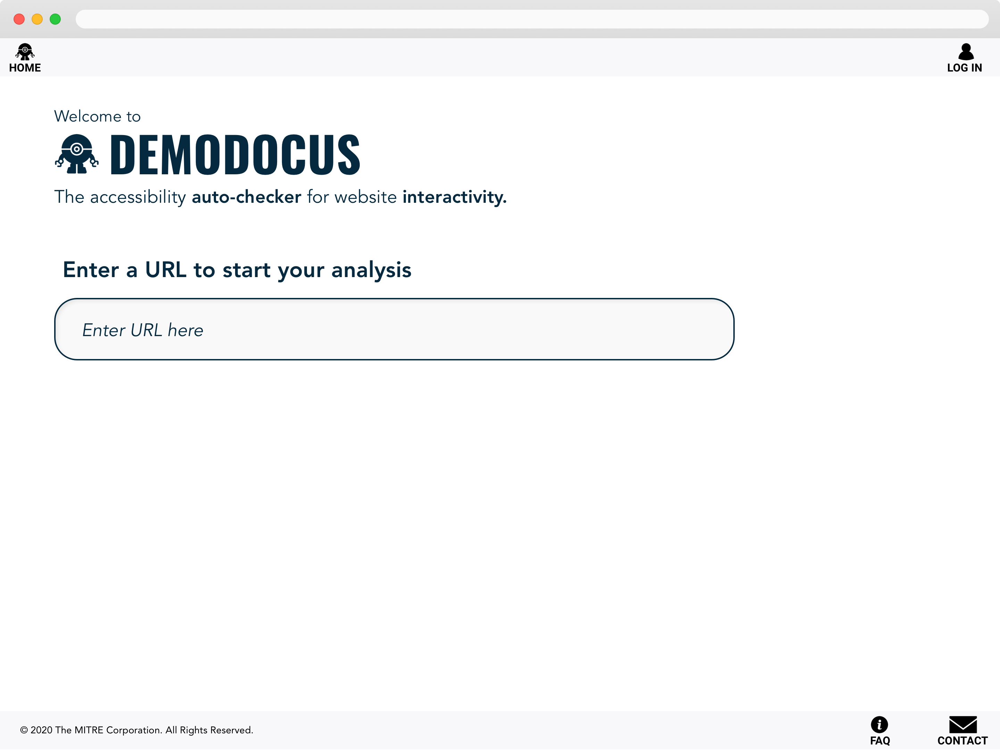 HOME
LOG IN
Welcome to
DEMODOCUS
The accessibility auto-checker for website interactivity.
Enter a URL to start your analysis
Enter URL here
© 2020 The MITRE Corporation. All Rights Reserved.
FAQ
CONTACT